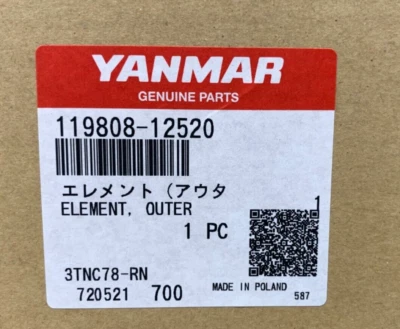 YANMAR
GENUINE PARTS
119808-12520
エレメント (アウタ
ELEMENT, OUTER
1
1 PC
3TNC78-RN
MADE IN POLAND
720521 700
587